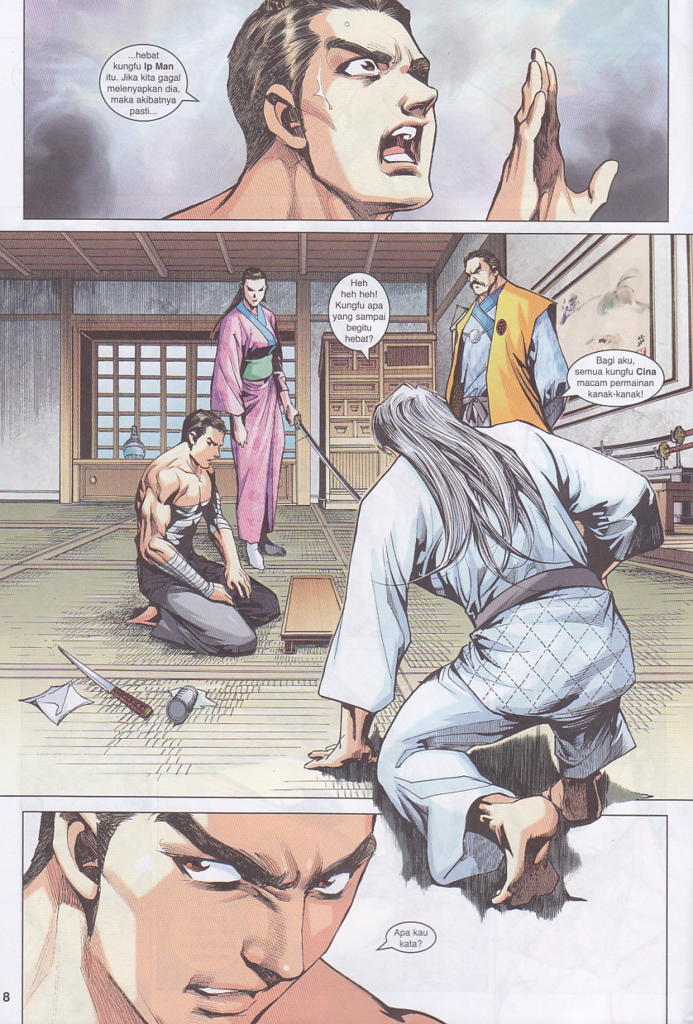 ...hebat
kungfu Ip Man
itu. Jika kita gagal
melenyapkan dia,
maka akibatnya
pasti...
Heh
heh heh!
Kungfu apa
yang sampai
begitu
hebat?
Bagi aku,
semua kungfu Cina
macam permainan
kanak-kanak!
Apa kau
kata?
8